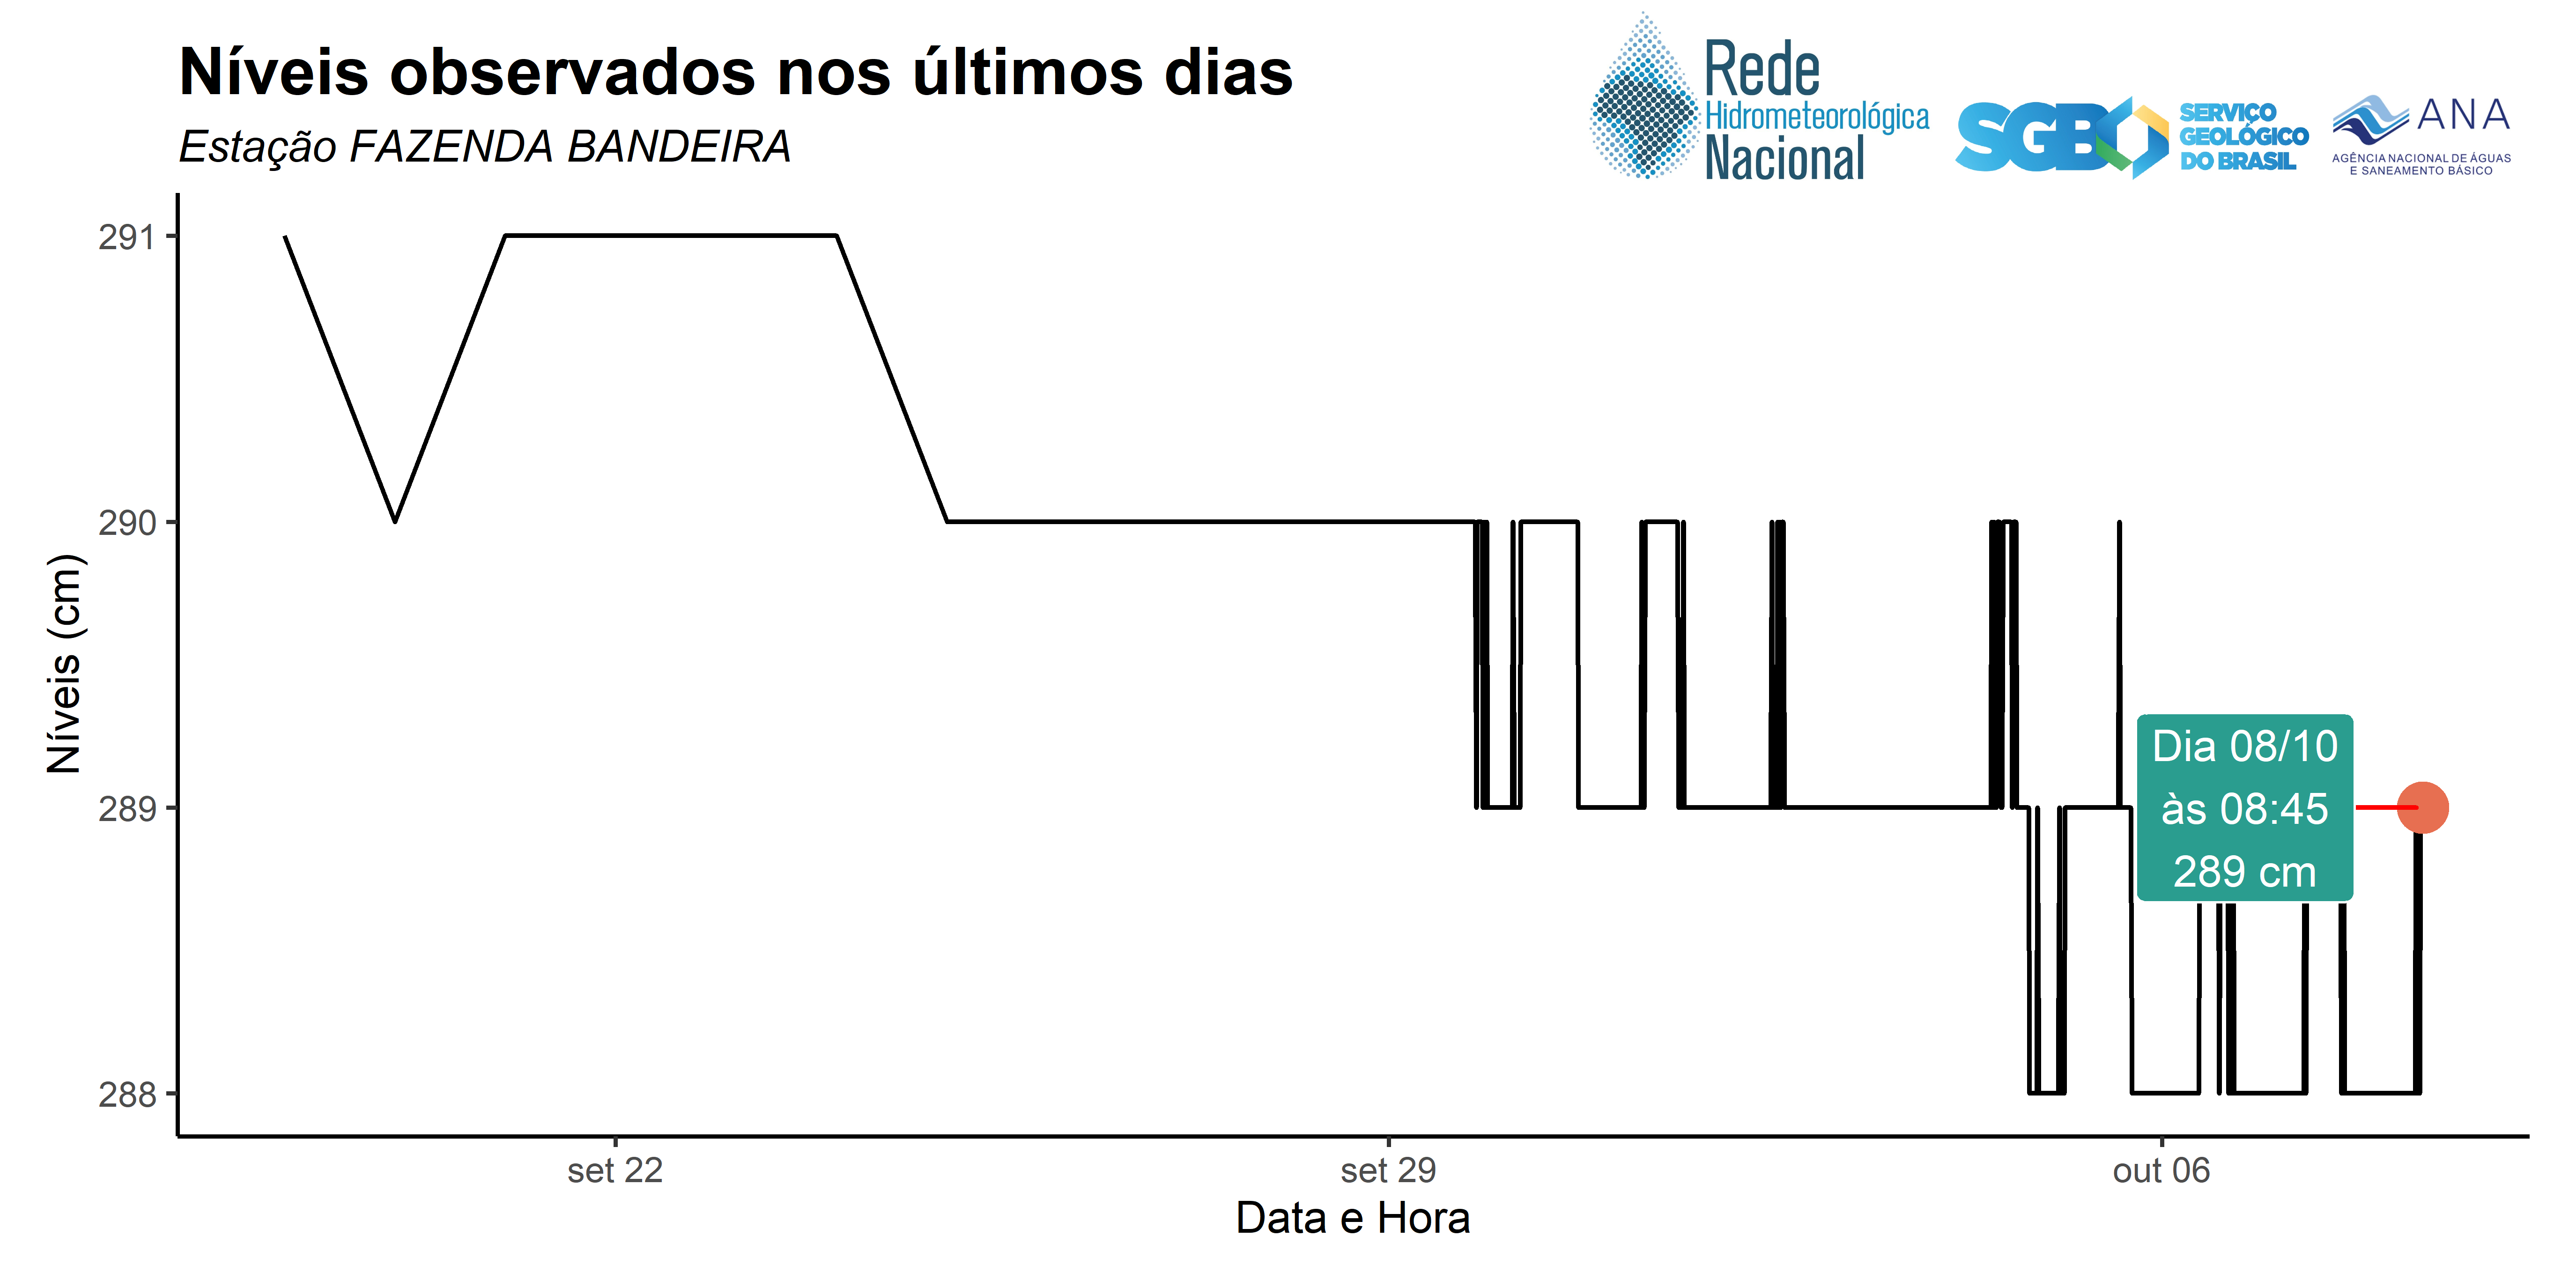 Níveis observados nos últimos dias
Estação FAZENDA BANDEIRA
Rede
Hidrometeorológica
Nacional
SGB
SERVIÇO
GEOLÓGICO
DO BRASIL
ANA
AGÊNCIA NACIONAL DE ÁGUAS
E SANEAMENTO BÁSICO
Níveis (cm)
291
290
289
288
Dia 08/10
às 08:45
289 cm
set 22
set 29
out 06
Data e Hora